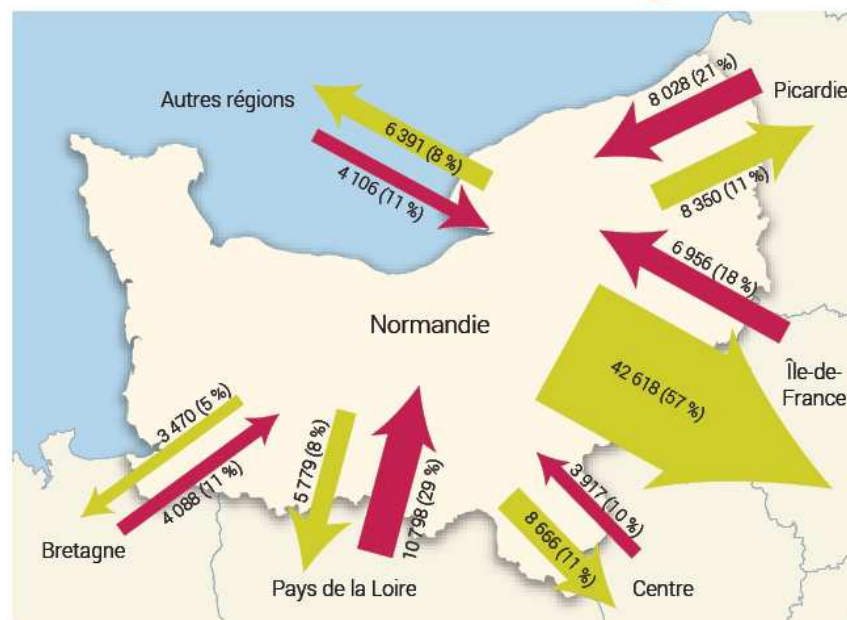 Autres régions
6 391 (8 %)
4 106 (11 %)
8 028 (21 %)
Picardie
8 350 (11 %)
6 956 (18 %)
Normandie
42 618 (57 %)
Île-de-
France
3 470 (5 %)
4 088 (11 %)
Bretagne
5 779 (8 %)
10 798 (29 %)
Pays de la Loire
3 917 (10 %)
8 666 (11 %)
Centre